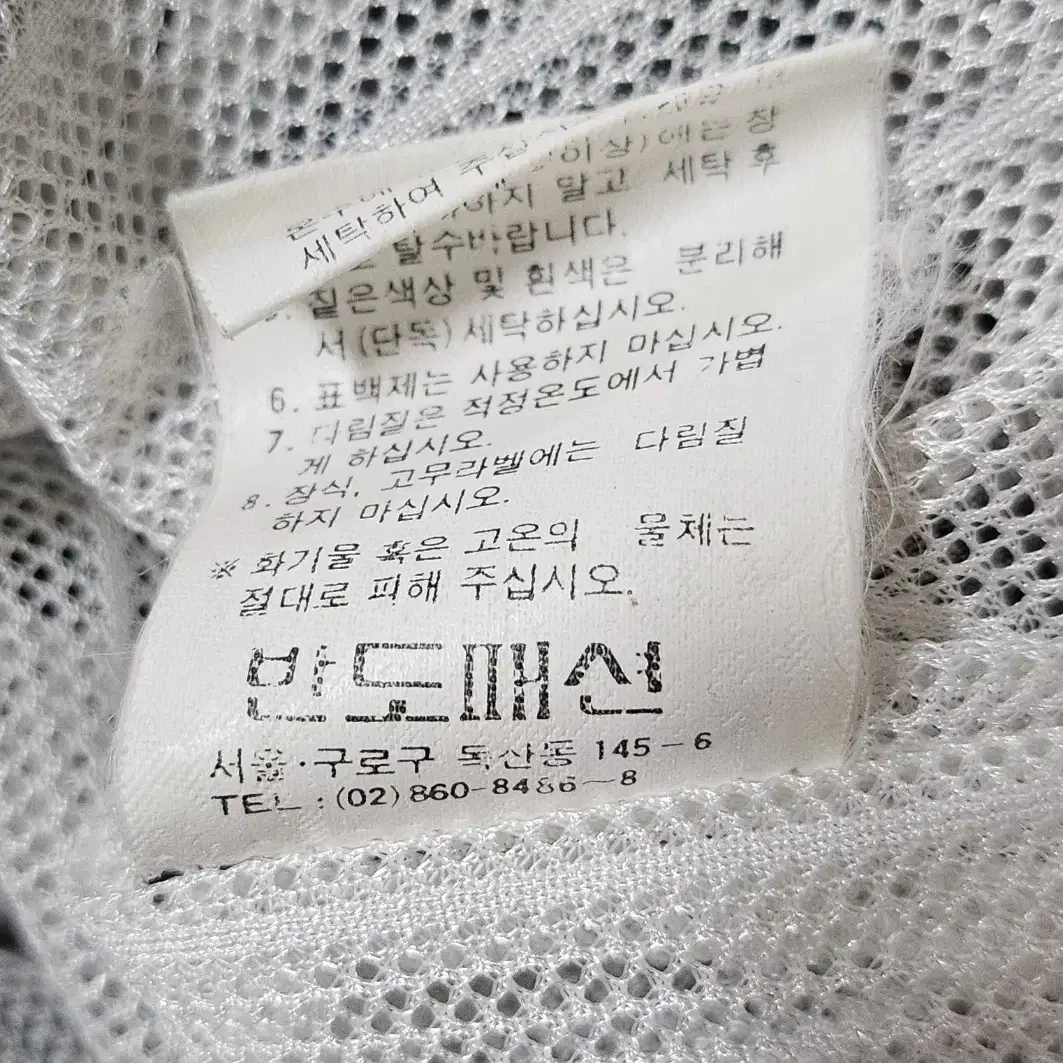 세탁하여
이상)에는
말고 세탁 후
탈수바랍니다.
짙은색상 및 흰색은 분리해
서(단독)세탁하십시오.
6. 표백제는 사용하지 마십시오.
7. 다림질은 적정온도에서 가볍
게 하십시오.
8. 장식, 고무라벨에는 다림질
하지 마십시오.
※ 화기물 혹은 고온의 물체는
절대로 피해 주십시오.
반도패션
서울·구로구 독산동 145-6
TEL : (02) 860-8486~8